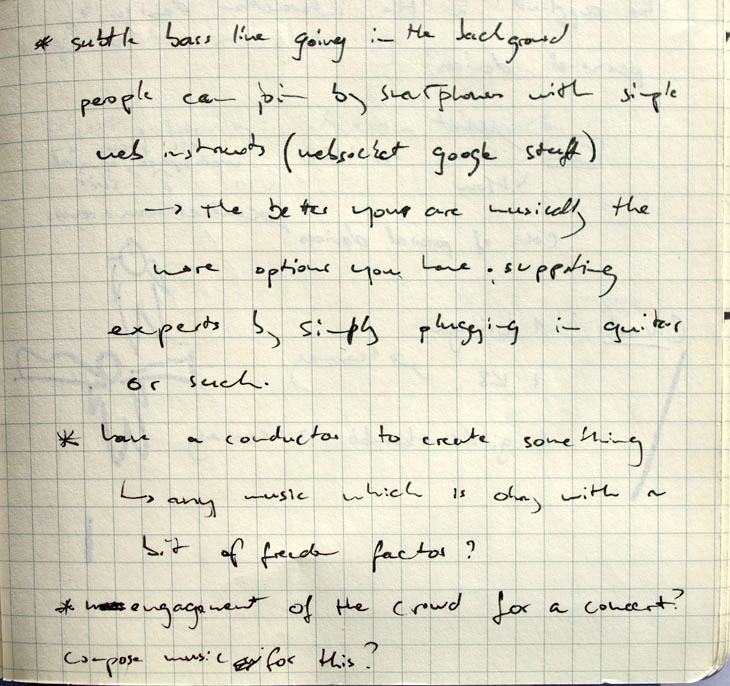 * subtle bass line going in the background
people can join by smartphones with simple
web instruments (websocket google stuff)
→ the better your are musically the
more options you have. supporting
experts by simply plugging in guitar
or such.
* have a conductor to create something
↳ any music which is okay with a
bit of freedom factor?
* engagement of the crowd for a concert?
compose music for this?